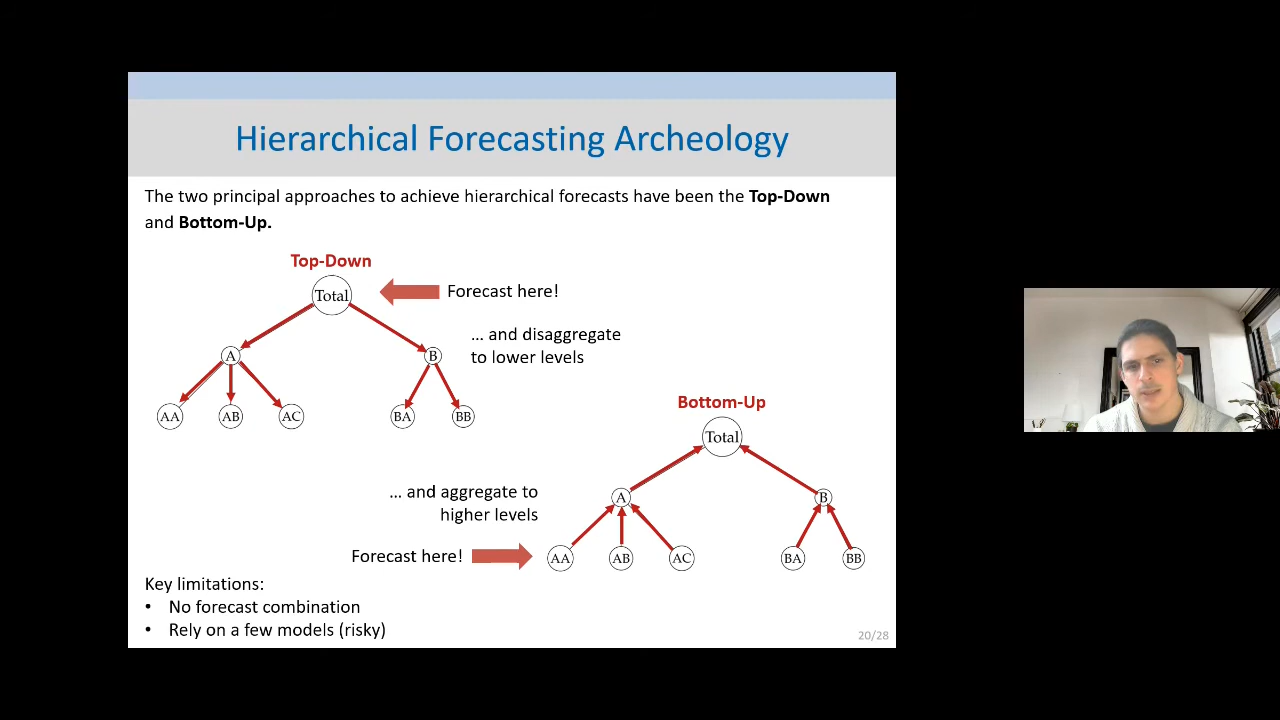 Hierarchical Forecasting Archeology
The two principal approaches to achieve hierarchical forecasts have been the Top-Down
and Bottom-Up.
Top-Down
Total
Forecast here!
... and disaggregate
to lower levels
A
B
AA
AB
AC
BA
BB
Bottom-Up
Total
... and aggregate to
higher levels
A
B
Forecast here!
AA
AB
AC
BA
BB
Key limitations:
• No forecast combination
• Rely on a few models (risky)
20/28